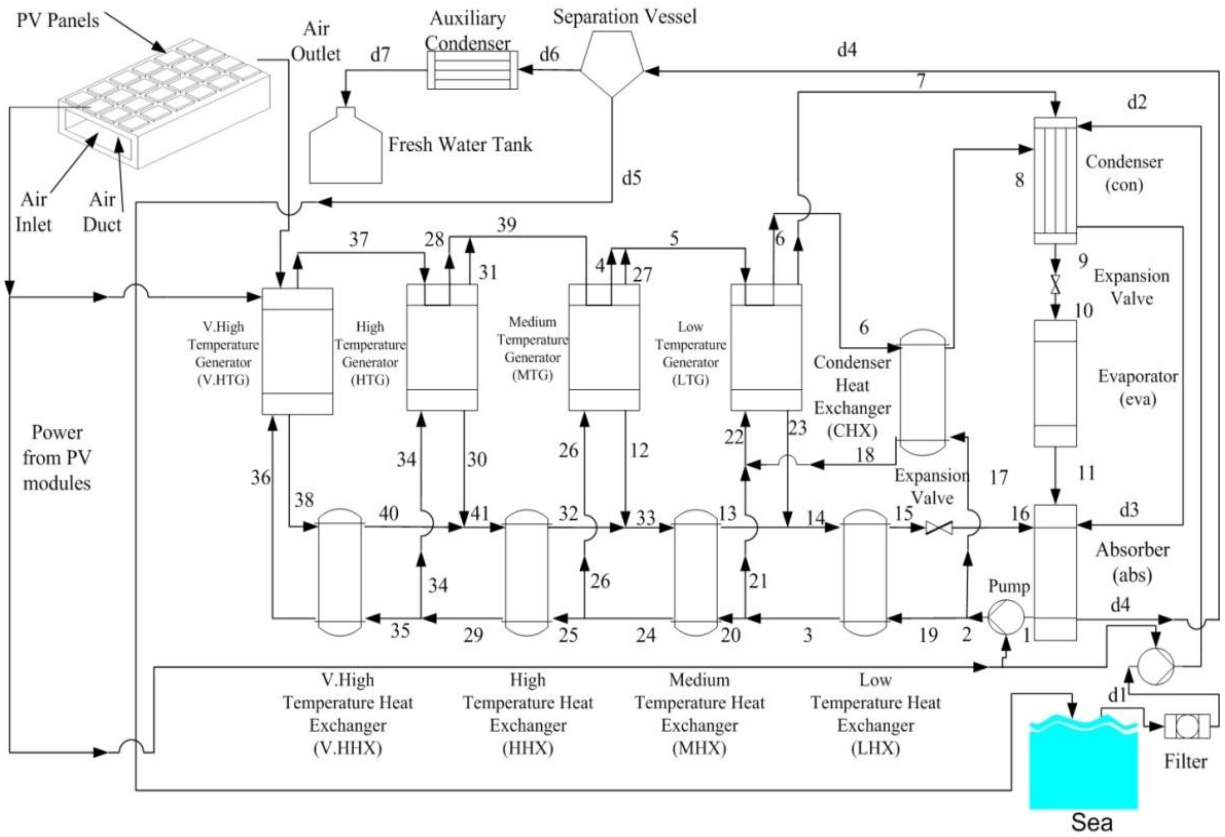 PV Panels
Air
Outlet
Auxiliary
Condenser
Separation Vessel
d7
d6
d4
7
d2
Fresh Water Tank
Condenser
(con)
8
Air
Inlet
Air
Duct
d5
37
28
39
31
4
27
5
6
9
Expansion
Valve
10
V.High
Temperature
Generator
(V.HTG)
High
Temperature
Generator
(HTG)
Medium
Temperature
Generator
(MTG)
Low
Temperature
Generator
(LTG)
6
Condenser
Heat
Exchanger
(CHX)
Evaporator
(eva)
Power
from PV
modules
36
38
34
30
26
12
22
23
18
17
11
Expansion
Valve
40
41
32
33
13
14
15
16
d3
Absorber
(abs)
34
26
21
Pump
d4
35
29
25
24
20
3
19
2
1
V.High
Temperature Heat
Exchanger
(V.HHX)
High
Temperature Heat
Exchanger
(HHX)
Medium
Temperature Heat
Exchanger
(MHX)
Low
Temperature Heat
Exchanger
(LHX)
d1
Filter
Sea